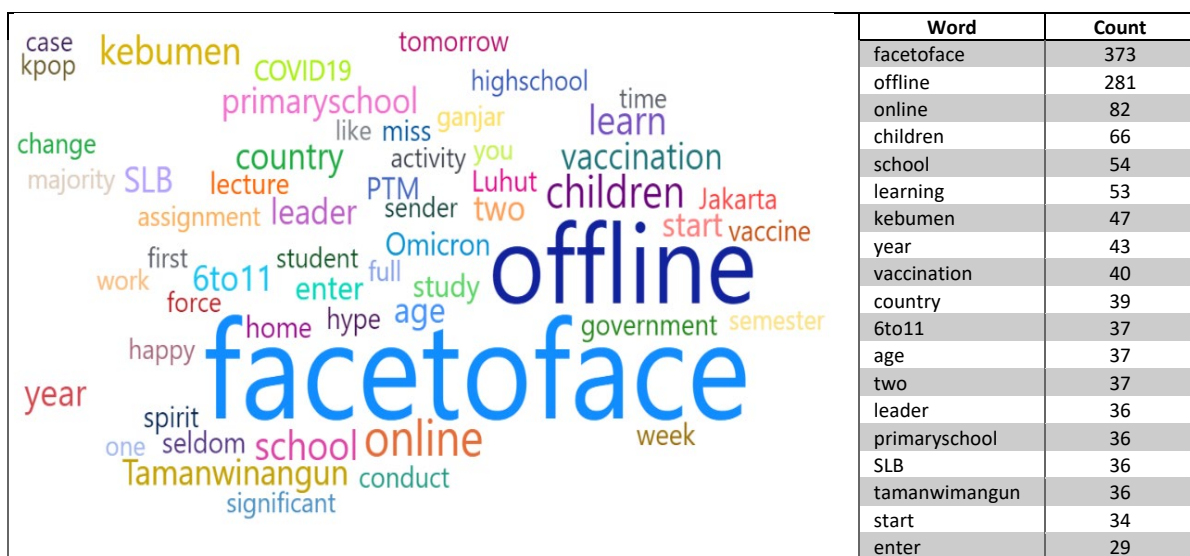 case
kpop
kebumen
tomorrow
COVID19
highschool
primaryschool
time
like miss ganjar
learn
change
country
activity you
vaccination
majority SLB
lecture
PTM
Luhut
children
Jakarta
assignment
leader
sender
two
start
vaccine
first
student
Omicron
offline
work
6to11
enter
full
study
force
home
hype
age
government
semester
happy
facetoface
year
spirit
one
seldom
school
online
week
Tamanwinangun
conduct
significant
Word Count
facetoface 373
offline 281
online 82
children 66
school 54
learning 53
kebumen 47
year 43
vaccination 40
country 39
6to11 37
age 37
two 37
leader 36
primaryschool 36
SLB 36
tamanwimangun 36
start 34
enter 29